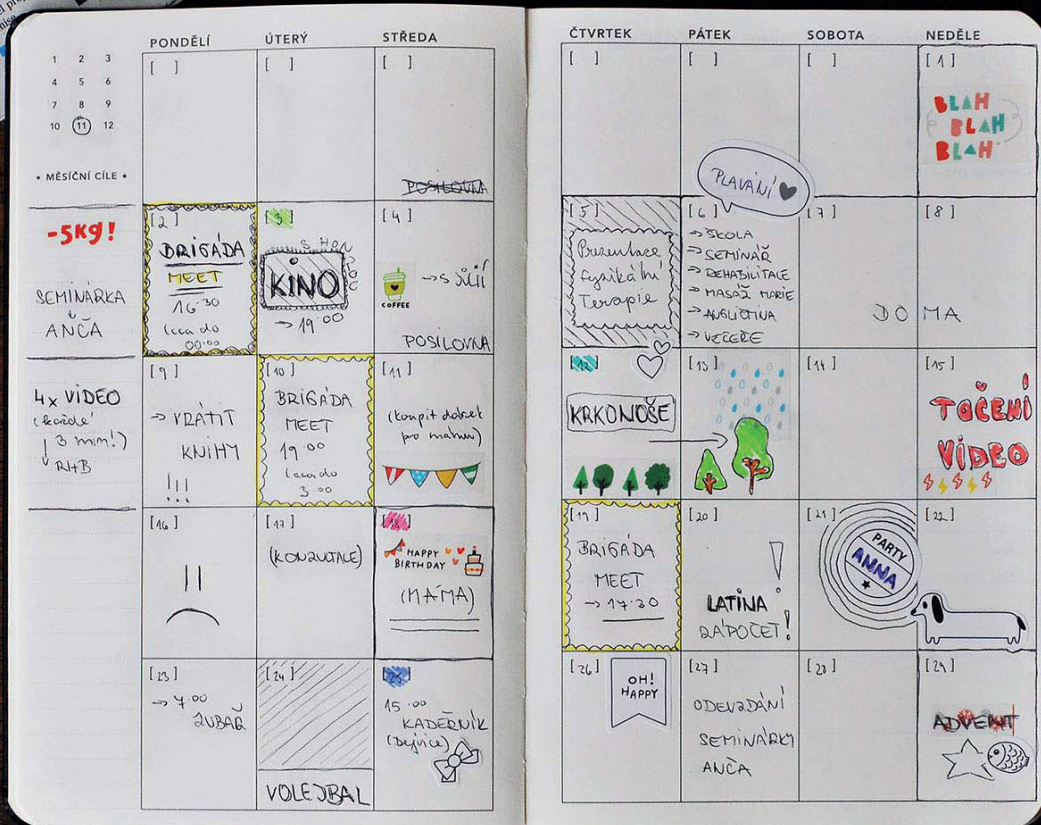 PONDĚLÍ
ÚTERÝ
STŘEDA
ČTVRTEK
PÁTEK
SOBOTA
NEDĚLE
1 2 3
4 5 6
7 8 9
10 11 12
• MĚSÍČNÍ CÍLE •
-5kg!
SEMINÁRKA
ANČA
4x VIDEO
(každé
3 min!)
R+B
[ ]
[ ]
[ ]
POSILOVNA
[ ]
[ ]
[ ]
[1]
BLAH
BLAH
BLAH
[2]
BRIGÁDA
MEET
16:30
(cca do
00:00
[3]
S HONZOU
KINO
→ 19:00
[4]
COFFEE
→ S JŮLIÍ
POSILOVNA
[5]
Prezentace
Fyzikální
Terapie
PLAVÁNÍ
[6]
→ ŠKOLA
→ SEMINÁŘ
→ REHABILITACE
→ MASÁŽ MARIE
→ ANGLIČTINA
→ VEČEŘE
[7]
[8]
DOMA
[9]
→ VRÁTIT
KNIHY
!!!
[10]
BRIGÁDA
MEET
19:00
(cca do
3:00
[11]
(koupit dárek
pro mámu)
[12]
KRKONOŠE
[13]
[14]
[15]
TOČENÍ
VIDEO
[16]
[17]
(KONZULTACE)
[18]
HAPPY
BIRTHDAY
(MÁMA)
[19]
BRIGÁDA
MEET
→ 17:30
[20]
LATINA
ZÁPOČET!
[21]
PARTY
ANNA
[22]
[23]
→ 7:00
ZUBAŘ
[24]
VOLEJBAL
[25]
15:00
KADEŘNÍK
(Dejvice)
[26]
OH!
HAPPY
[27]
ODEVZDÁNÍ
SEMINÁRKY
ANČA
[28]
[29]
ADVENT